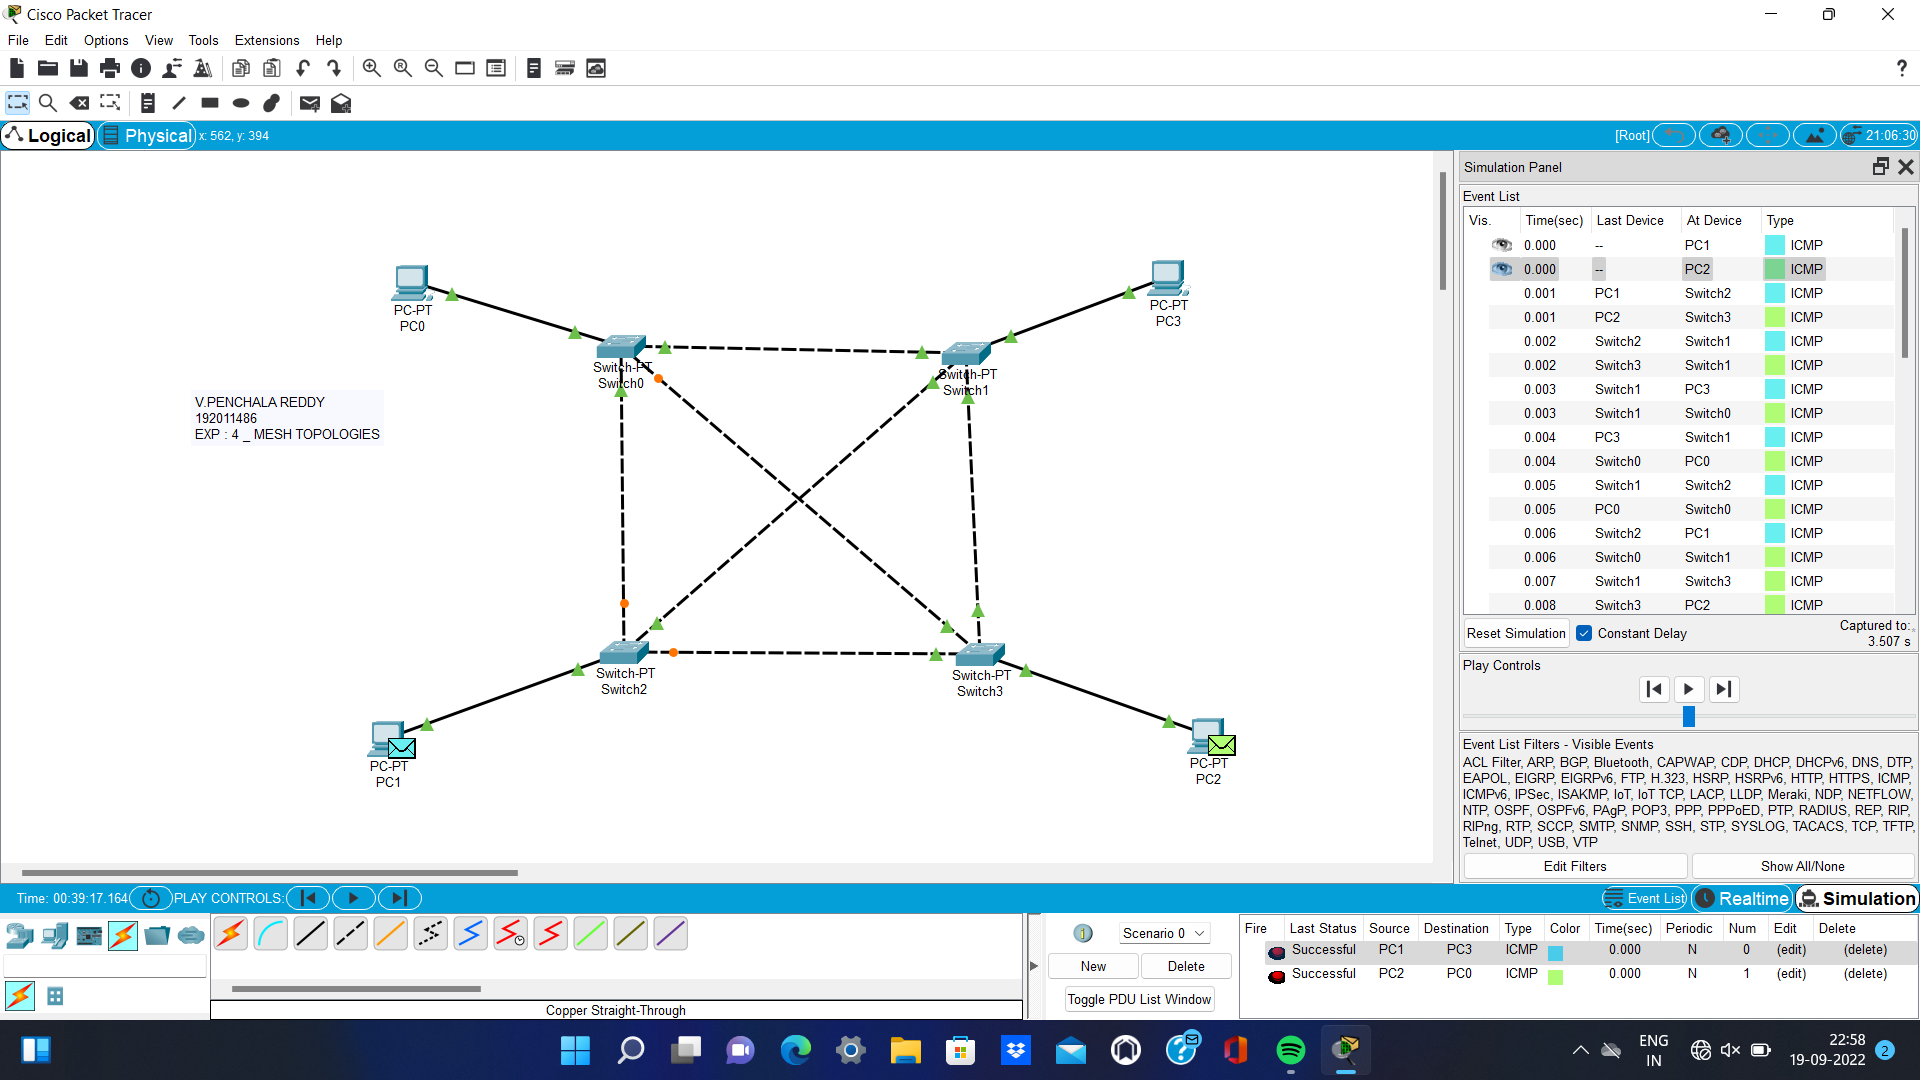 Cisco Packet Tracer
File Edit Options View Tools Extensions Help
?
Logical Physical x: 562, y: 394
[Root] 21:06:30
PC-PT
PC0
PC-PT
PC3
Switch-PT
Switch0
Switch-PT
Switch1
V.PENCHALA REDDY
192011486
EXP : 4 _ MESH TOPOLOGIES
Switch-PT
Switch2
Switch-PT
Switch3
PC-PT
PC1
PC-PT
PC2
Simulation Panel
Event List
Vis. Time(sec) Last Device At Device Type
0.000 -- PC1 ICMP
0.000 -- PC2 ICMP
0.001 PC1 Switch2 ICMP
0.001 PC2 Switch3 ICMP
0.002 Switch2 Switch1 ICMP
0.002 Switch3 Switch1 ICMP
0.003 Switch1 PC3 ICMP
0.003 Switch1 Switch0 ICMP
0.004 PC3 Switch1 ICMP
0.004 Switch0 PC0 ICMP
0.005 Switch1 Switch2 ICMP
0.005 PC0 Switch0 ICMP
0.006 Switch2 PC1 ICMP
0.006 Switch0 Switch1 ICMP
0.007 Switch1 Switch3 ICMP
0.008 Switch3 PC2 ICMP
Reset Simulation Constant Delay Captured to:
3.507 s
Play Controls
Event List Filters - Visible Events
ACL Filter, ARP, BGP, Bluetooth, CAPWAP, CDP, DHCP, DHCPv6, DNS, DTP,
EAPOL, EIGRP, EIGRPv6, FTP, H.323, HSRP, HSRPv6, HTTP, HTTPS, ICMP,
ICMPv6, IPSec, ISAKMP, IoT, IoT TCP, LACP, LLDP, Meraki, NDP, NETFLOW,
NTP, OSPF, OSPFv6, PAgP, POP3, PPP, PPPoED, PTP, RADIUS, REP, RIP,
RIPng, RTP, SCCP, SMTP, SNMP, SSH, STP, SYSLOG, TACACS, TCP, TFTP,
Telnet, UDP, USB, VTP
Edit Filters Show All/None
Time: 00:39:17.164 PLAY CONTROLS: Event List Realtime Simulation
Copper Straight-Through
1 Scenario 0
New Delete
Toggle PDU List Window
Fire Last Status Source Destination Type Color Time(sec) Periodic Num Edit Delete
Successful PC1 PC3 ICMP 0.000 N 0 (edit) (delete)
Successful PC2 PC0 ICMP 0.000 N 1 (edit) (delete)
ENG
IN
22:58
19-09-2022
2